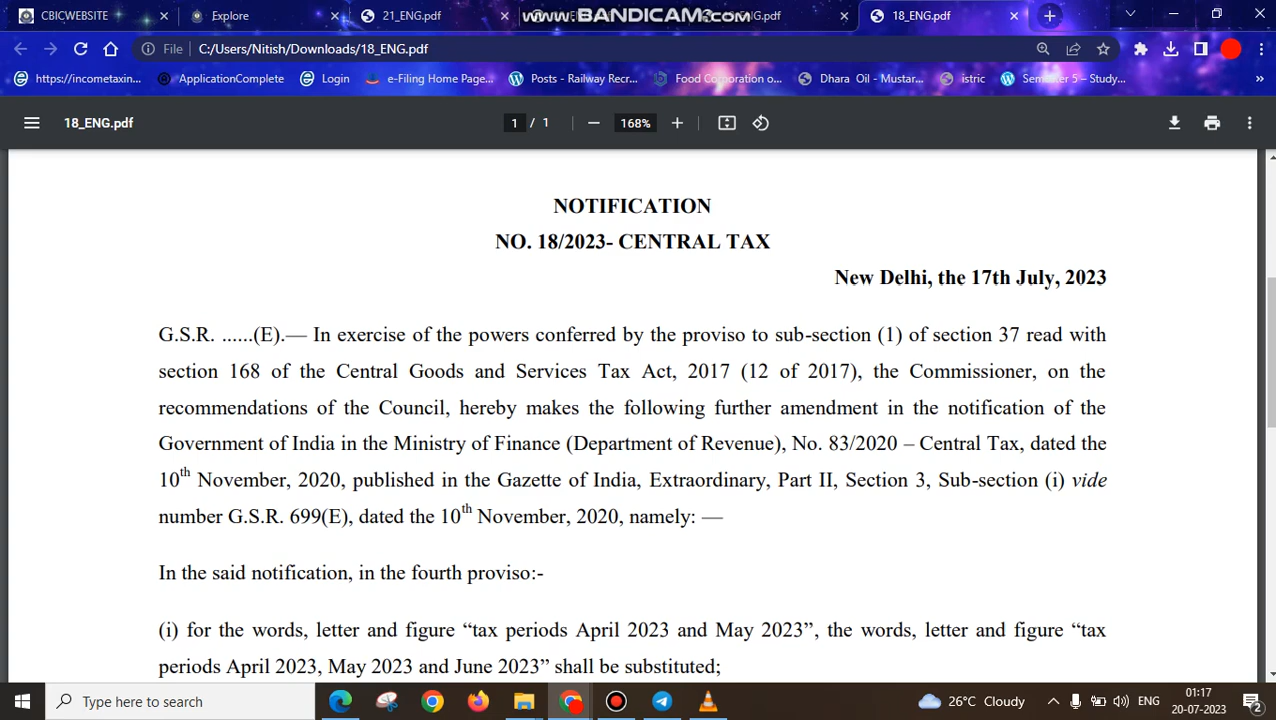 CBICWEBSITE
Explore
21_ENG.pdf
www.BANDICAM.com
18_ENG.pdf
File
C:/Users/Nitish/Downloads/18_ENG.pdf
https://incometaxin...
ApplicationComplete
Login
e-Filing Home Page...
Posts - Railway Recr...
Food Corporation o...
Dhara Oil - Mustar...
istric
Semester 5 – Study...
»
18_ENG.pdf
1 / 1
168%
NOTIFICATION
NO. 18/2023- CENTRAL TAX
New Delhi, the 17th July, 2023
G.S.R. ......(E).— In exercise of the powers conferred by the proviso to sub-section (1) of section 37 read with
section 168 of the Central Goods and Services Tax Act, 2017 (12 of 2017), the Commissioner, on the
recommendations of the Council, hereby makes the following further amendment in the notification of the
Government of India in the Ministry of Finance (Department of Revenue), No. 83/2020 – Central Tax, dated the
10th November, 2020, published in the Gazette of India, Extraordinary, Part II, Section 3, Sub-section (i) vide
number G.S.R. 699(E), dated the 10th November, 2020, namely: —
In the said notification, in the fourth proviso:-
(i) for the words, letter and figure “tax periods April 2023 and May 2023”, the words, letter and figure “tax
periods April 2023, May 2023 and June 2023” shall be substituted;
Type here to search
26°C Cloudy
ENG
01:17
20-07-2023
2